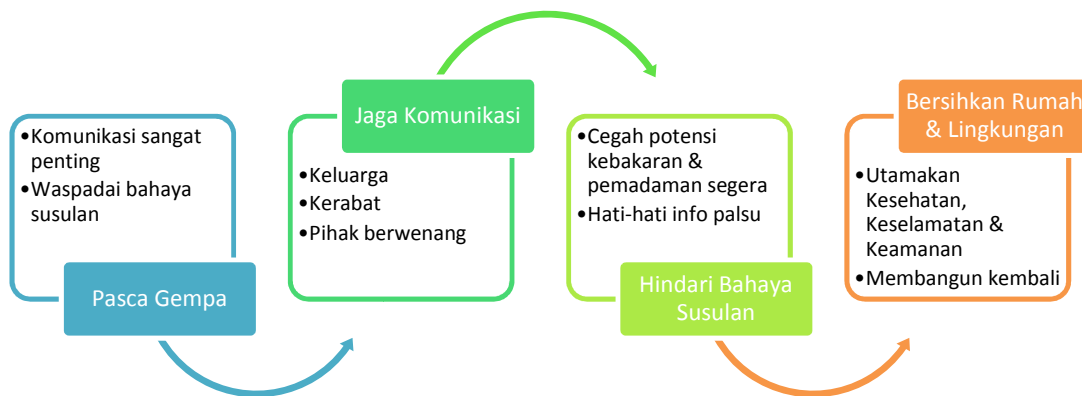 •Komunikasi sangat
penting
•Waspadai bahaya
susulan
Pasca Gempa
Jaga Komunikasi
•Keluarga
•Kerabat
•Pihak berwenang
•Cegah potensi
kebakaran &
pemadaman segera
•Hati-hati info palsu
Hindari Bahaya
Susulan
Bersihkan Rumah
& Lingkungan
•Utamakan
Kesehatan,
Keselamatan &
Keamanan
•Membangun kembali